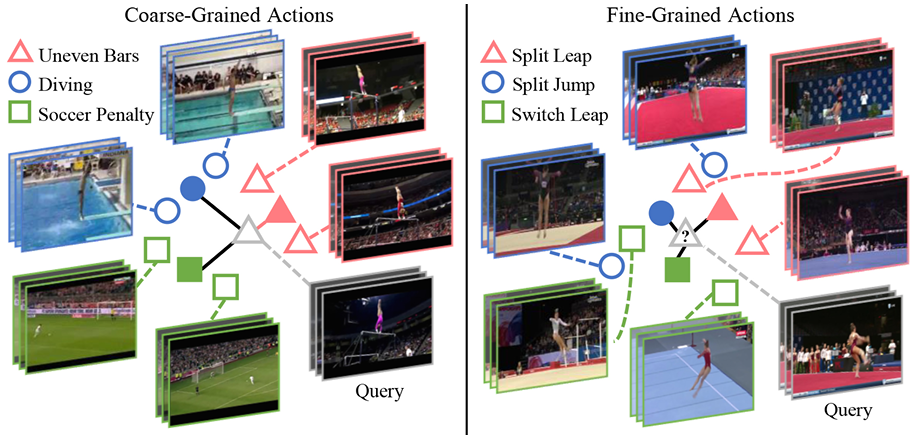 Coarse-Grained Actions
Uneven Bars
Diving
Soccer Penalty
Query
Fine-Grained Actions
Split Leap
Split Jump
Switch Leap
?
Query